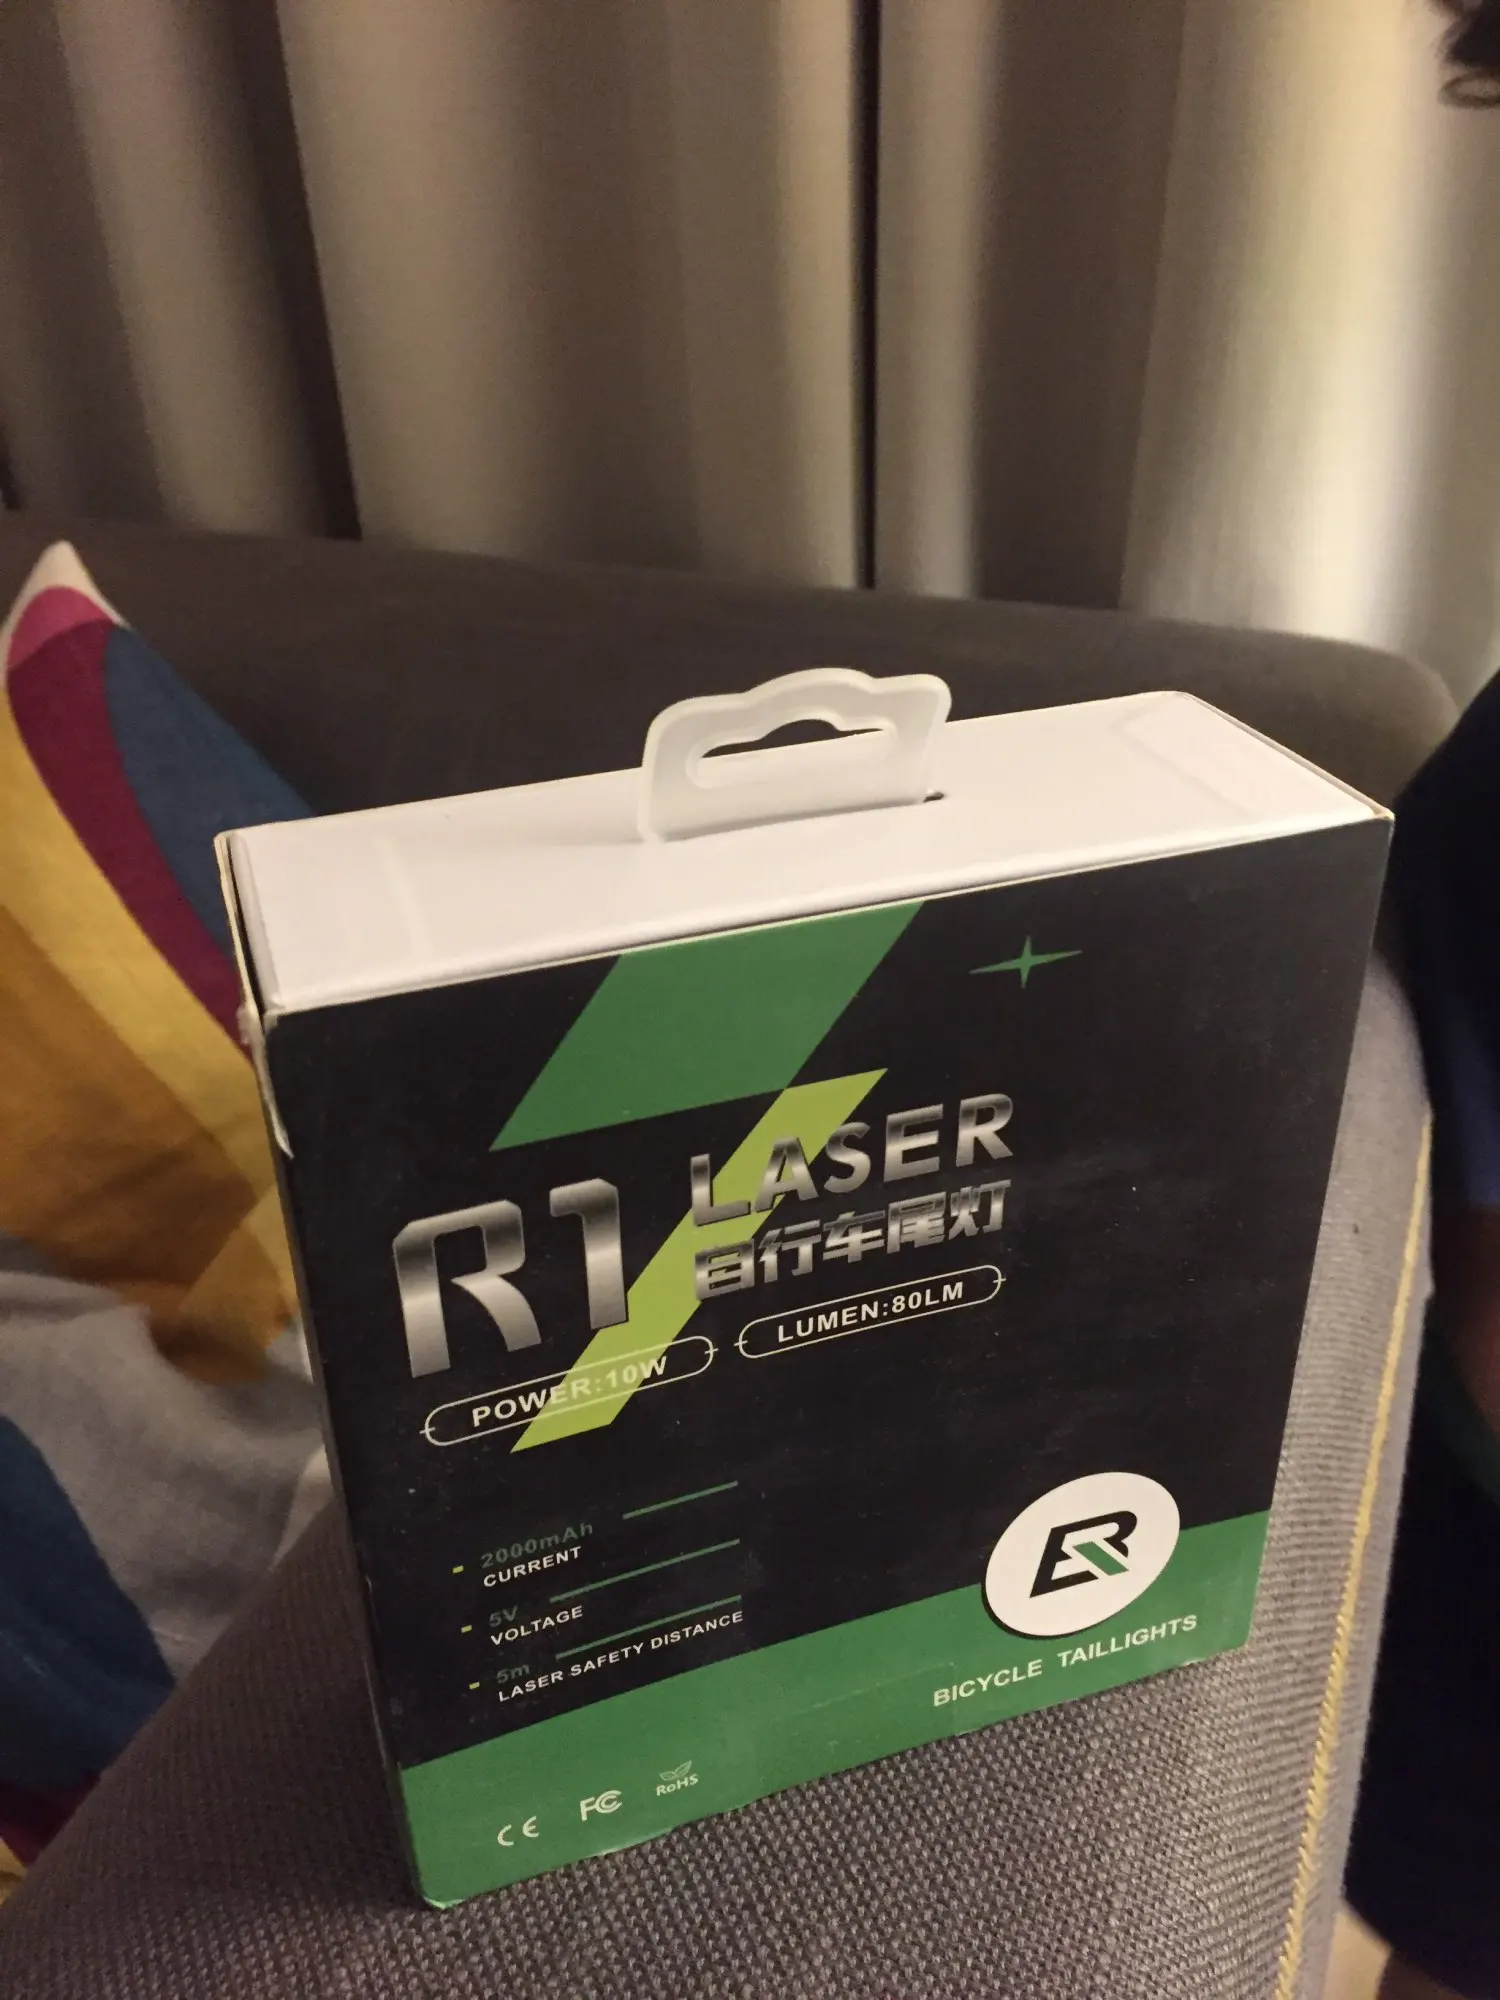 R1
LASER
自行车尾灯
POWER:10W
LUMEN:80LM
2000mAh
CURRENT
5V
VOLTAGE
5m
LASER SAFETY DISTANCE
BICYCLE TAILLIGHTS
CE
FC
RoHS